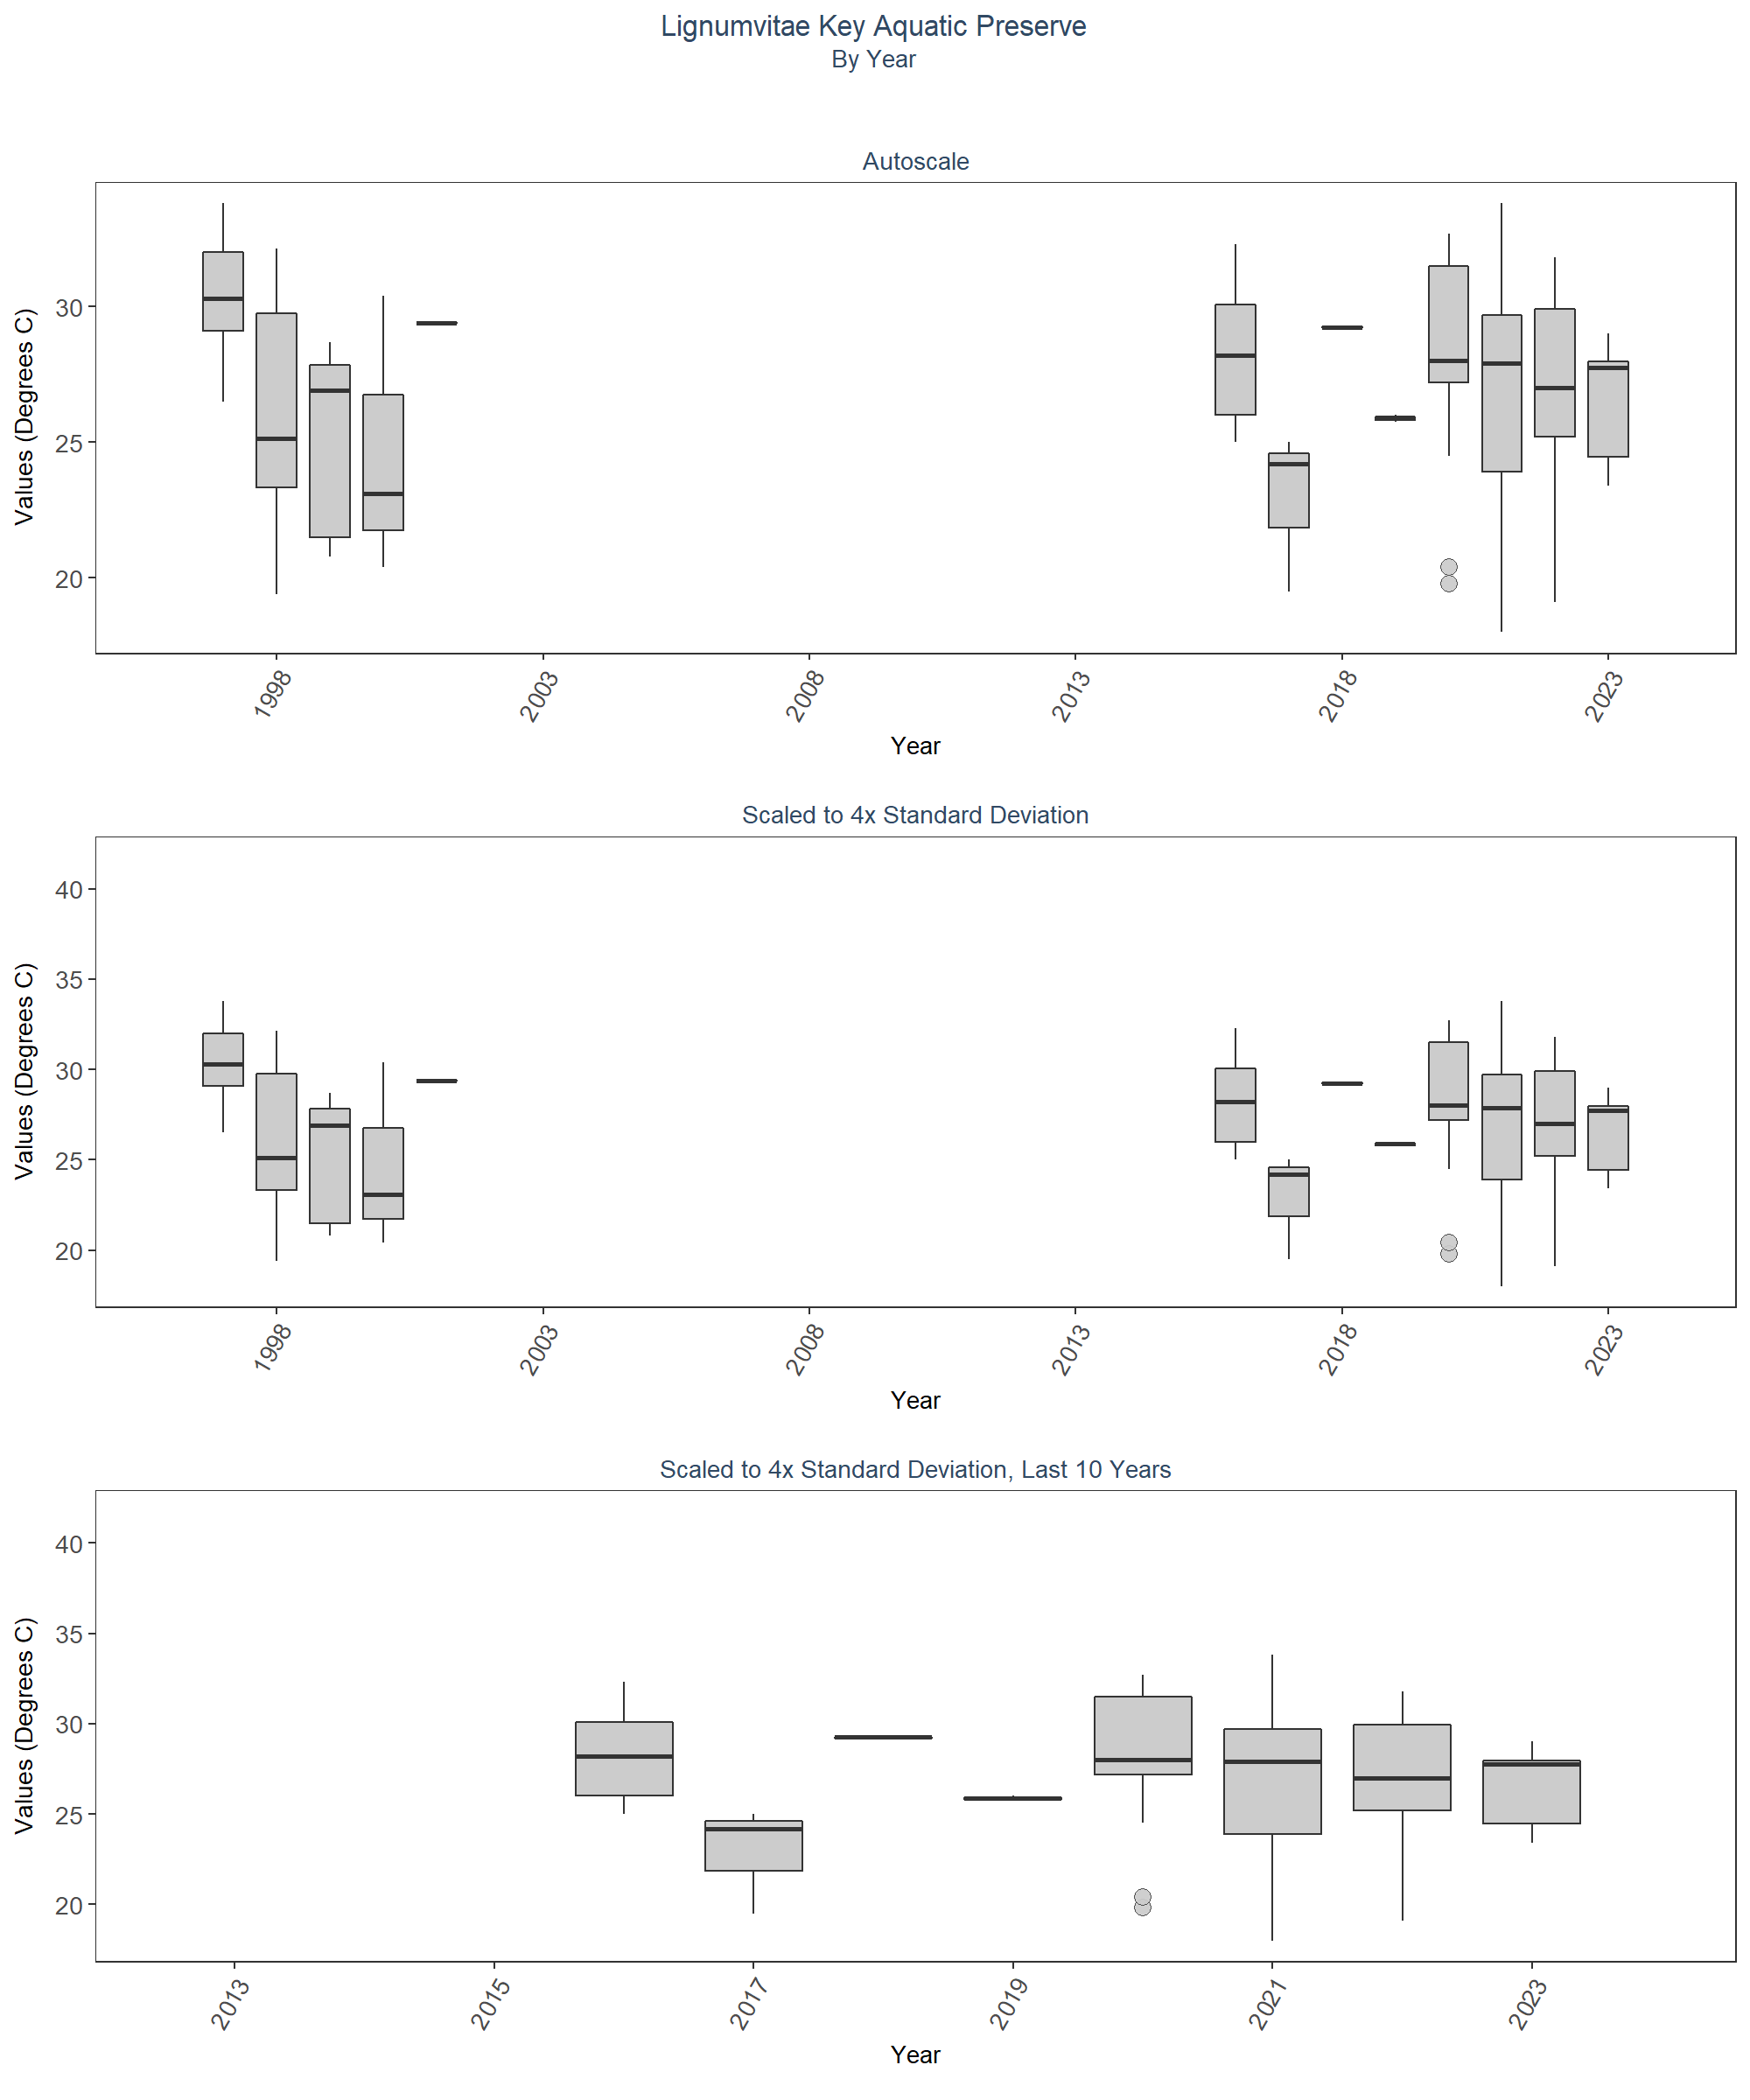 Lignumvitae Key Aquatic Preserve
By Year
Autoscale
Values (Degrees C)
30
25
20
1998
2003
2008
2013
2018
2023
Year
Scaled to 4x Standard Deviation
Values (Degrees C)
40
35
30
25
20
1998
2003
2008
2013
2018
2023
Year
Scaled to 4x Standard Deviation, Last 10 Years
Values (Degrees C)
40
35
30
25
20
2013
2015
2017
2019
2021
2023
Year